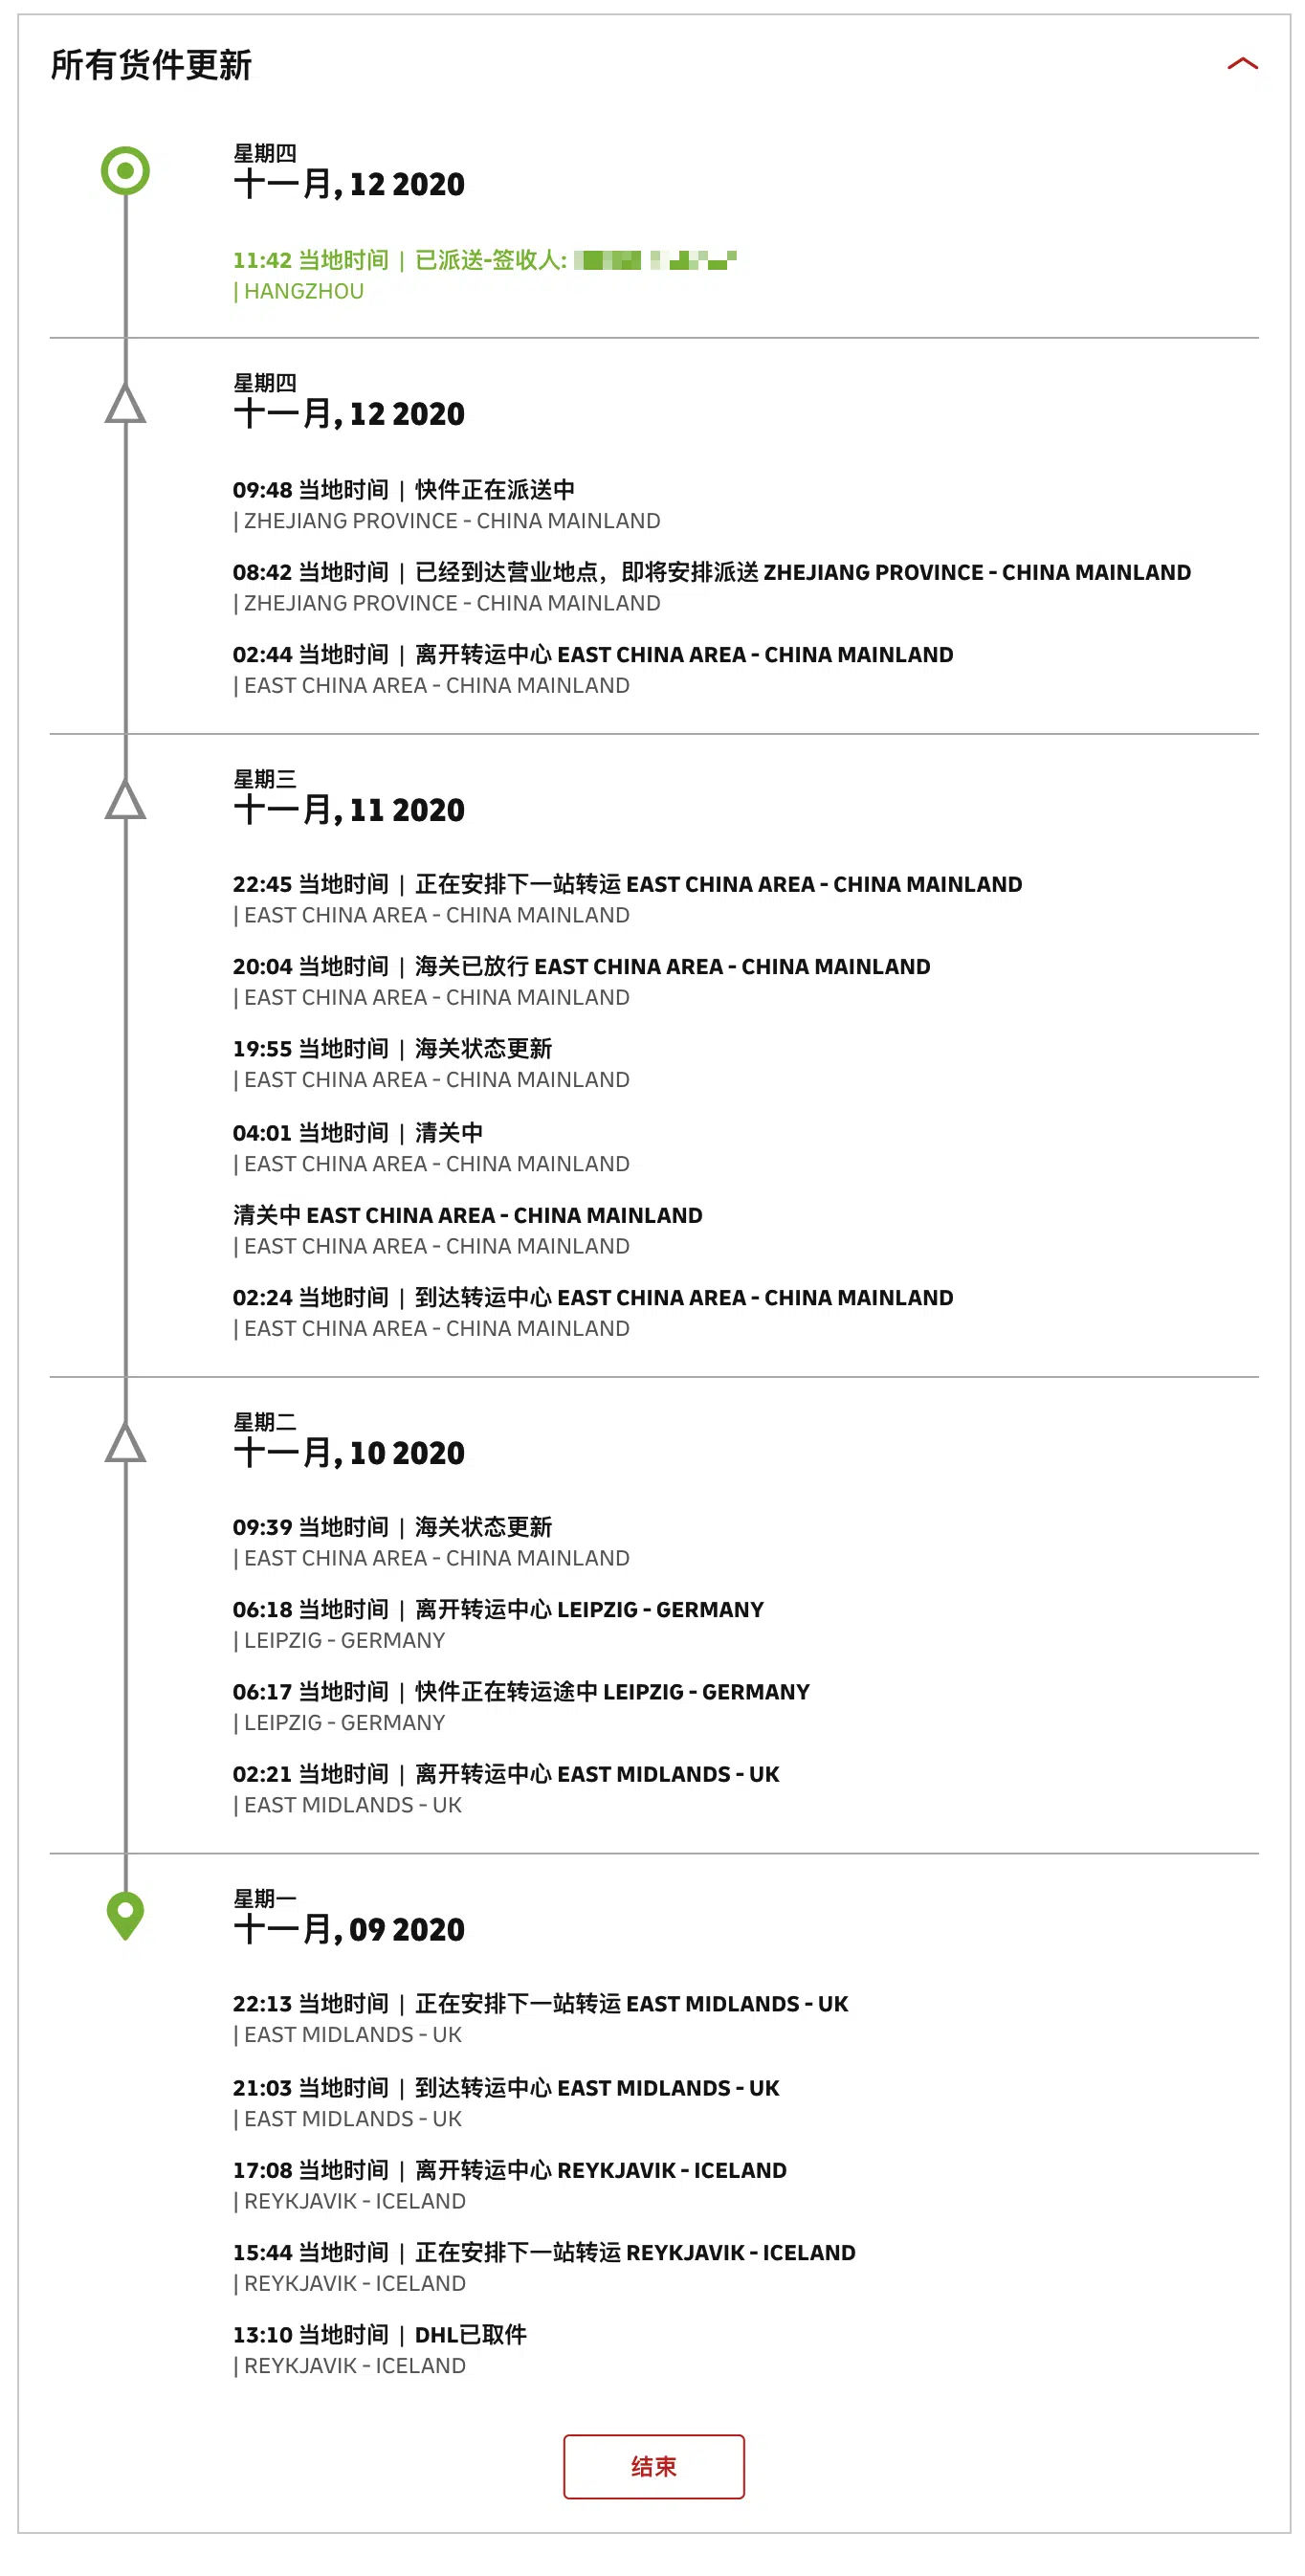 所有货件更新
星期四
十一月, 12 2020
11:42 当地时间 | 已派送-签收人:
| HANGZHOU
星期四
十一月, 12 2020
09:48 当地时间 | 快件正在派送中
| ZHEJIANG PROVINCE - CHINA MAINLAND
08:42 当地时间 | 已经到达营业地点，即将安排派送 ZHEJIANG PROVINCE - CHINA MAINLAND
| ZHEJIANG PROVINCE - CHINA MAINLAND
02:44 当地时间 | 离开转运中心 EAST CHINA AREA - CHINA MAINLAND
| EAST CHINA AREA - CHINA MAINLAND
星期三
十一月, 11 2020
22:45 当地时间 | 正在安排下一站转运 EAST CHINA AREA - CHINA MAINLAND
| EAST CHINA AREA - CHINA MAINLAND
20:04 当地时间 | 海关已放行 EAST CHINA AREA - CHINA MAINLAND
| EAST CHINA AREA - CHINA MAINLAND
19:55 当地时间 | 海关状态更新
| EAST CHINA AREA - CHINA MAINLAND
04:01 当地时间 | 清关中
| EAST CHINA AREA - CHINA MAINLAND
清关中 EAST CHINA AREA - CHINA MAINLAND
| EAST CHINA AREA - CHINA MAINLAND
02:24 当地时间 | 到达转运中心 EAST CHINA AREA - CHINA MAINLAND
| EAST CHINA AREA - CHINA MAINLAND
星期二
十一月, 10 2020
09:39 当地时间 | 海关状态更新
| EAST CHINA AREA - CHINA MAINLAND
06:18 当地时间 | 离开转运中心 LEIPZIG - GERMANY
| LEIPZIG - GERMANY
06:17 当地时间 | 快件正在转运途中 LEIPZIG - GERMANY
| LEIPZIG - GERMANY
02:21 当地时间 | 离开转运中心 EAST MIDLANDS - UK
| EAST MIDLANDS - UK
星期一
十一月, 09 2020
22:13 当地时间 | 正在安排下一站转运 EAST MIDLANDS - UK
| EAST MIDLANDS - UK
21:03 当地时间 | 到达转运中心 EAST MIDLANDS - UK
| EAST MIDLANDS - UK
17:08 当地时间 | 离开转运中心 REYKJAVIK - ICELAND
| REYKJAVIK - ICELAND
15:44 当地时间 | 正在安排下一站转运 REYKJAVIK - ICELAND
| REYKJAVIK - ICELAND
13:10 当地时间 | DHL已取件
| REYKJAVIK - ICELAND
结束